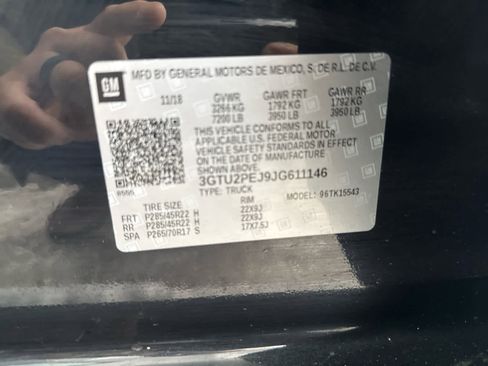 GM
MFD BY GENERAL MOTORS DE MEXICO, S. DE R.L. DE C.V.
11/18 GVWR GAWR FRT GAWR RR
3266 KG 1792 KG 1792 KG
7200 LB 3950 LB 3950 LB
THIS VEHICLE CONFORMS TO ALL
APPLICABLE U.S. FEDERAL MOTOR
VEHICLE SAFETY STANDARDS IN EFFECT
ON THE DATE OF MANUFACTURE SHOWN ABOVE.
3GTU2PEJ9JG611146
TYPE: TRUCK MODEL: 96TK15543
TIRE SIZE RIM
FRT P285/45R22 H 22X9J
RR P285/45R22 H 22X9J
SPA P265/70R17 S 17X7.5J